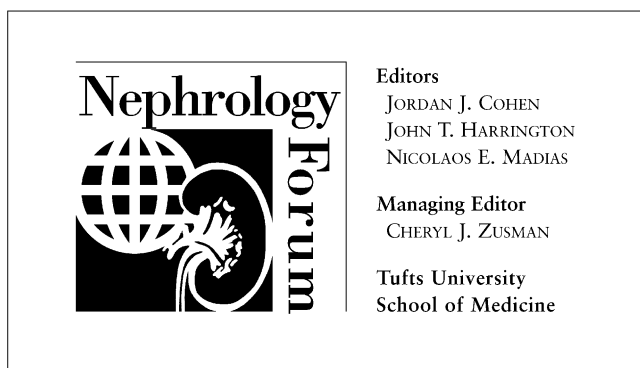 Nephrology
Forum
Editors
JORDAN J. COHEN
JOHN T. HARRINGTON
NICOLAOS E. MADIAS
Managing Editor
CHERYL J. ZUSMAN
Tufts University
School of Medicine